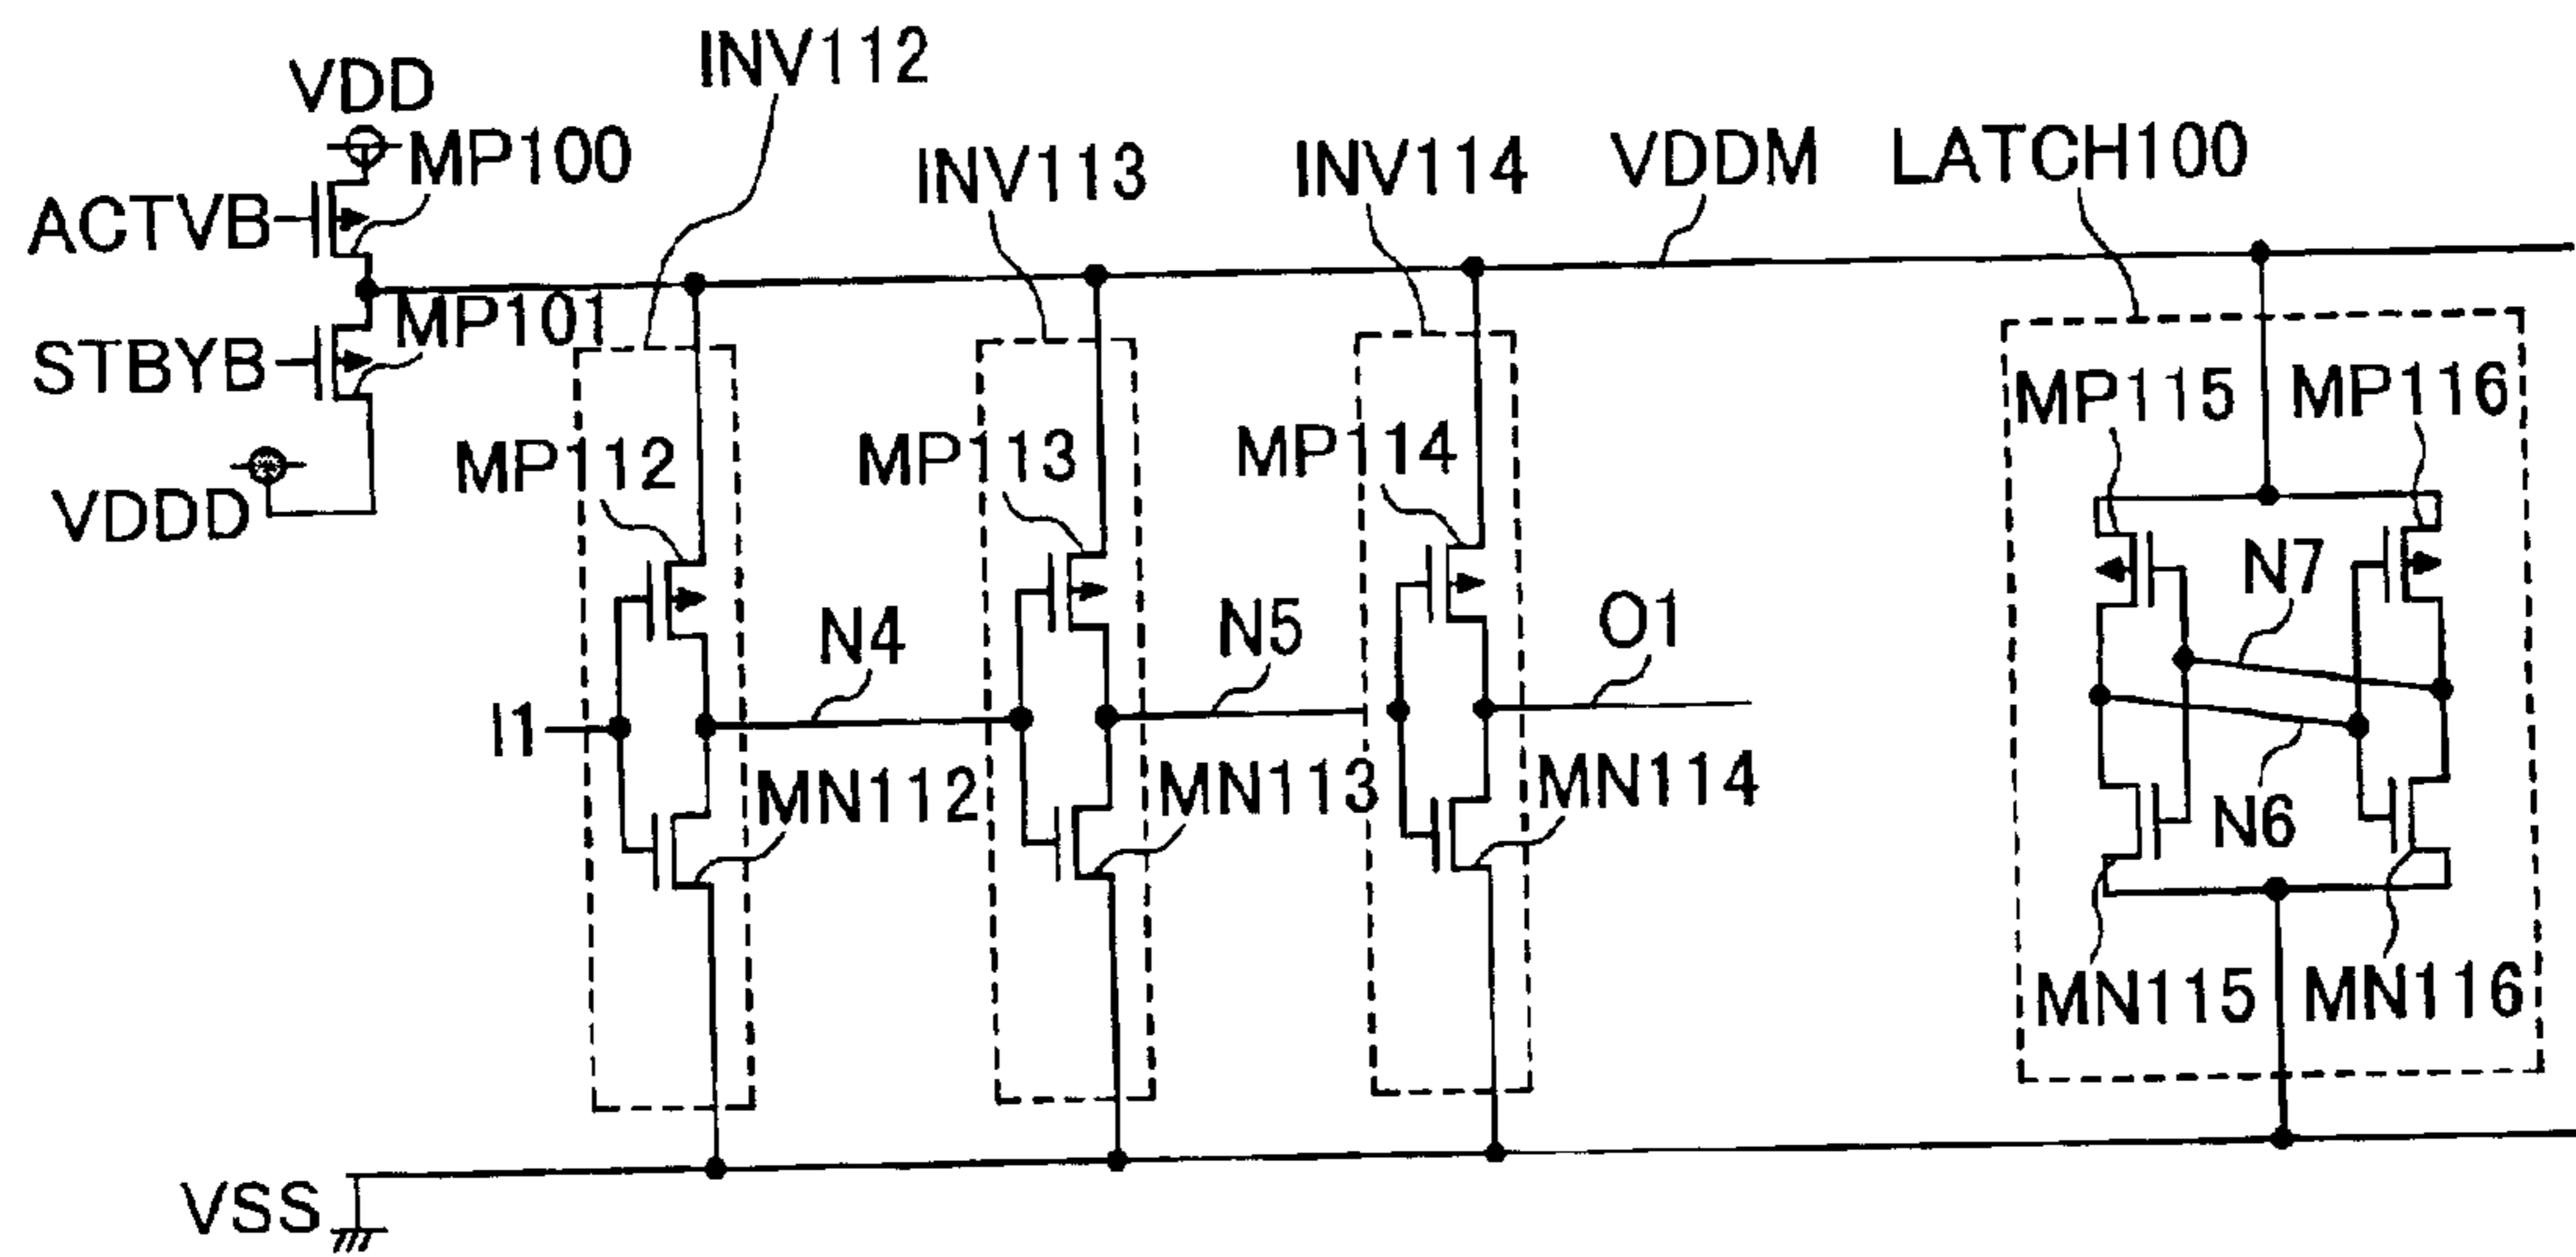 INV112
VDD
MP100
INV113
INV114
VDDM
LATCH100
ACTVB
MP101
STBYB
MP115
MP116
MP112
MP113
MP114
VDDD
N7
N4
N5
O1
I1
MN112
MN113
MN114
N6
MN115
MN116
VSS